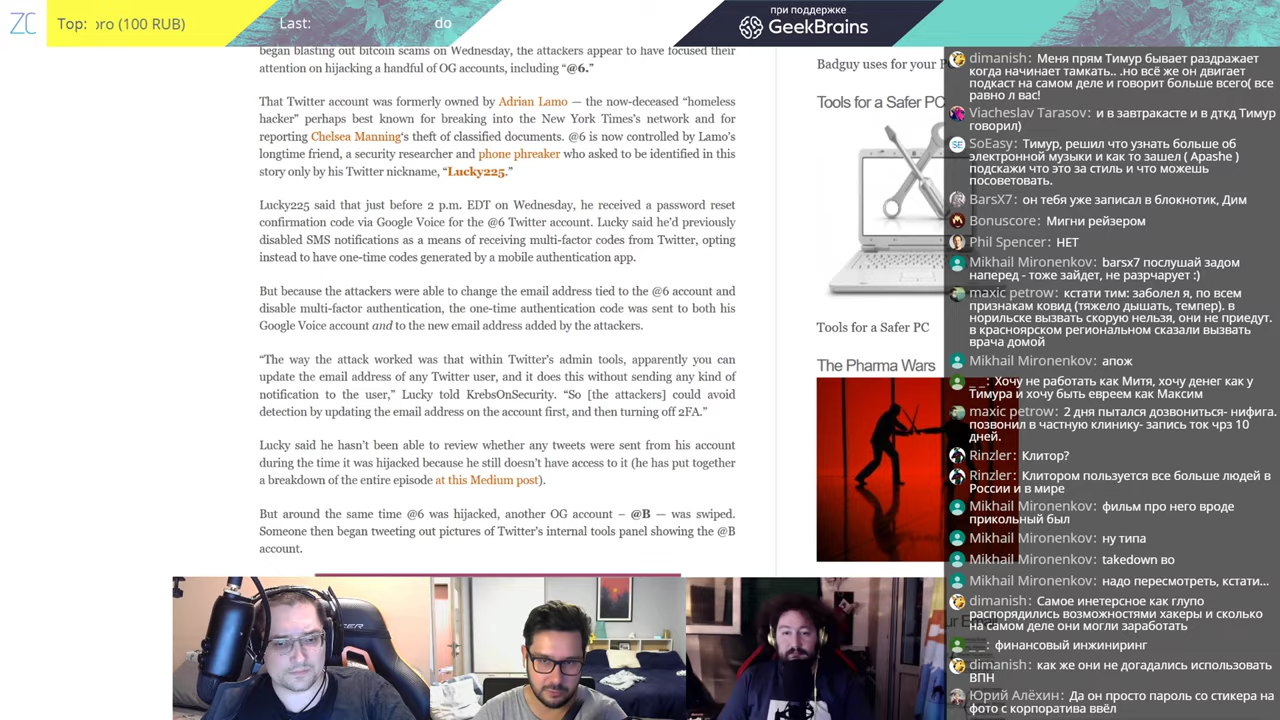 ZC
Top: pro (100 RUB)
Last:
do
при поддержке
GeekBrains
began blasting out bitcoin scams on Wednesday, the attackers appear to have focused their
attention on hijacking a handful of OG accounts, including “@6.”
That Twitter account was formerly owned by Adrian Lamo — the now-deceased “homeless
hacker” perhaps best known for breaking into the New York Times’s network and for
reporting Chelsea Manning‘s theft of classified documents. @6 is now controlled by Lamo’s
longtime friend, a security researcher and phone phreaker who asked to be identified in this
story only by his Twitter nickname, “Lucky225.”
Lucky225 said that just before 2 p.m. EDT on Wednesday, he received a password reset
confirmation code via Google Voice for the @6 Twitter account. Lucky said he’d previously
disabled SMS notifications as a means of receiving multi-factor codes from Twitter, opting
instead to have one-time codes generated by a mobile authentication app.
But because the attackers were able to change the email address tied to the @6 account and
disable multi-factor authentication, the one-time authentication code was sent to both his
Google Voice account and to the new email address added by the attackers.
“The way the attack worked was that within Twitter’s admin tools, apparently you can
update the email address of any Twitter user, and it does this without sending any kind of
notification to the user,” Lucky told KrebsOnSecurity. “So [the attackers] could avoid
detection by updating the email address on the account first, and then turning off 2FA.”
Lucky said he hasn’t been able to review whether any tweets were sent from his account
during the time it was hijacked because he still doesn’t have access to it (he has put together
a breakdown of the entire episode at this Medium post).
But around the same time @6 was hijacked, another OG account – @B — was swiped.
Someone then began tweeting out pictures of Twitter’s internal tools panel showing the @B
account.
Badguy uses for your P
Tools for a Safer PC
Tools for a Safer PC
The Pharma Wars
dimanish: Меня прям Тимур бывает раздражает
когда начинает тамкать.. .но всё же он двигает
подкаст на самом деле и говорит больше всего( все
равно л вас!
Viacheslav Tarasov: и в завтракасте и в дткд Тимур
говорил)
SoEasy: Тимур, решил что узнать больше об
электронной музыки и как то зашел ( Apashe )
подскажи что это за стиль и что можешь
посоветовать.
BarsX7: он тебя уже записал в блокнотик, Дим
Bonuscore: Мигни рейзером
Phil Spencer: НЕТ
Mikhail Mironenkov: barsx7 послушай задом
наперед - тоже зайдет, не разрчарует :)
maxic petrow: кстати тим: заболел я, по всем
признакам ковид (тяжело дышать, темпер). в
норильске вызвать скорую нельзя, они не приедут.
в красноярском региональном сказали вызвать
врача домой
Mikhail Mironenkov: апож
_ _: Хочу не работать как Митя, хочу денег как у
Тимура и хочу быть евреем как Максим
maxic petrow: 2 дня пытался дозвониться- нифига.
позвонил в частную клинику- запись ток чрз 10
дней.
Rinzler: Клитор?
Rinzler: Клитором пользуется все больше людей в
России и в мире
Mikhail Mironenkov: фильм про него вроде
прикольный был
Mikhail Mironenkov: ну типа
Mikhail Mironenkov: takedown во
Mikhail Mironenkov: надо пересмотреть, кстати...
dimanish: Самое инетерсное как глупо
распорядились возможностями хакеры и сколько
на самом деле они могли заработать
_ _: финансовый инжиниринг
dimanish: как же они не догадались использовать
ВПН
Юрий Алёхин: Да он просто пароль со стикера на
фото с корпоратива ввёл